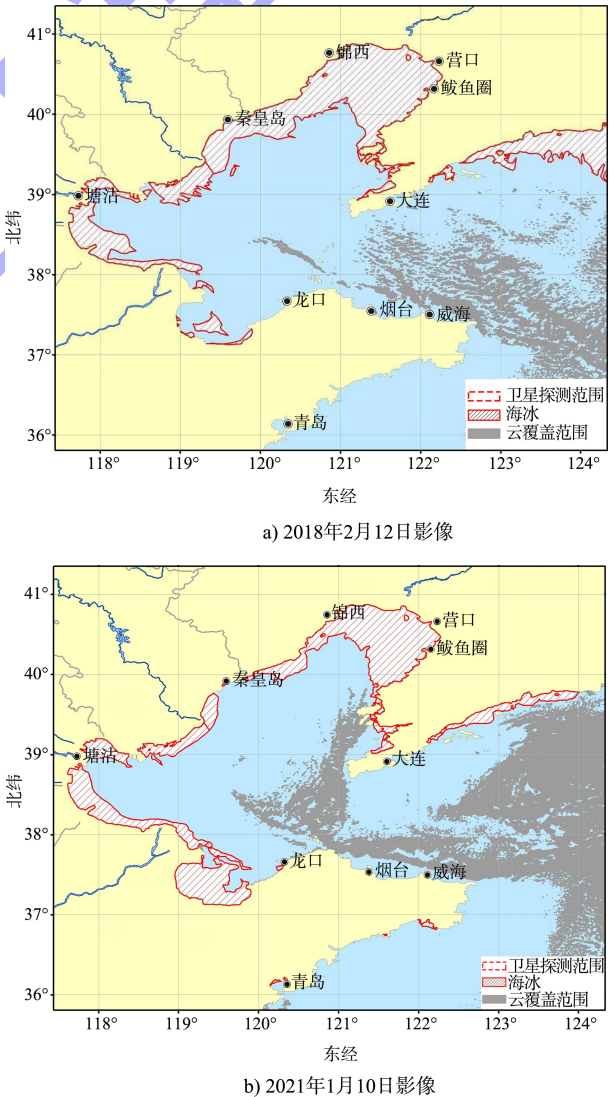 41°
锦西
营口
鲅鱼圈
40°
秦皇岛
39°
塘沽
大连
北纬
38°
龙口
烟台
威海
37°
卫星探测范围
海冰
云覆盖范围
青岛
36°
118°
119°
120°
121°
122°
123°
124°
东经
a) 2018年2月12日影像
41°
锦西
营口
鲅鱼圈
40°
秦皇岛
39°
塘沽
大连
北纬
38°
龙口
烟台
威海
37°
卫星探测范围
海冰
云覆盖范围
青岛
36°
118°
119°
120°
121°
122°
123°
124°
东经
b) 2021年1月10日影像